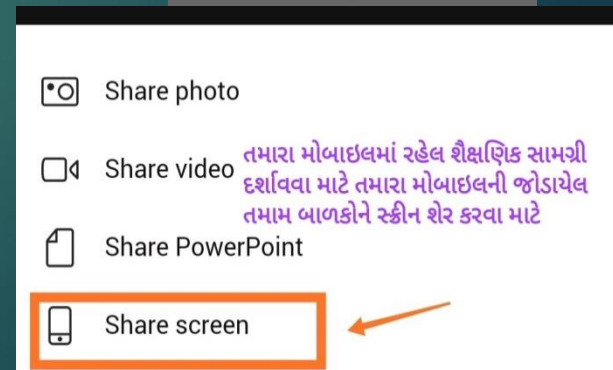 Share photo
Share video
તમારા મોબાઇલમાં રહેલ શૈક્ષણિક સામગ્રી
દર્શાવવા માટે તમારા મોબાઇલની જોડાયેલ
તમામ બાળકોને સ્ક્રીન શેર કરવા માટે
Share PowerPoint
Share screen